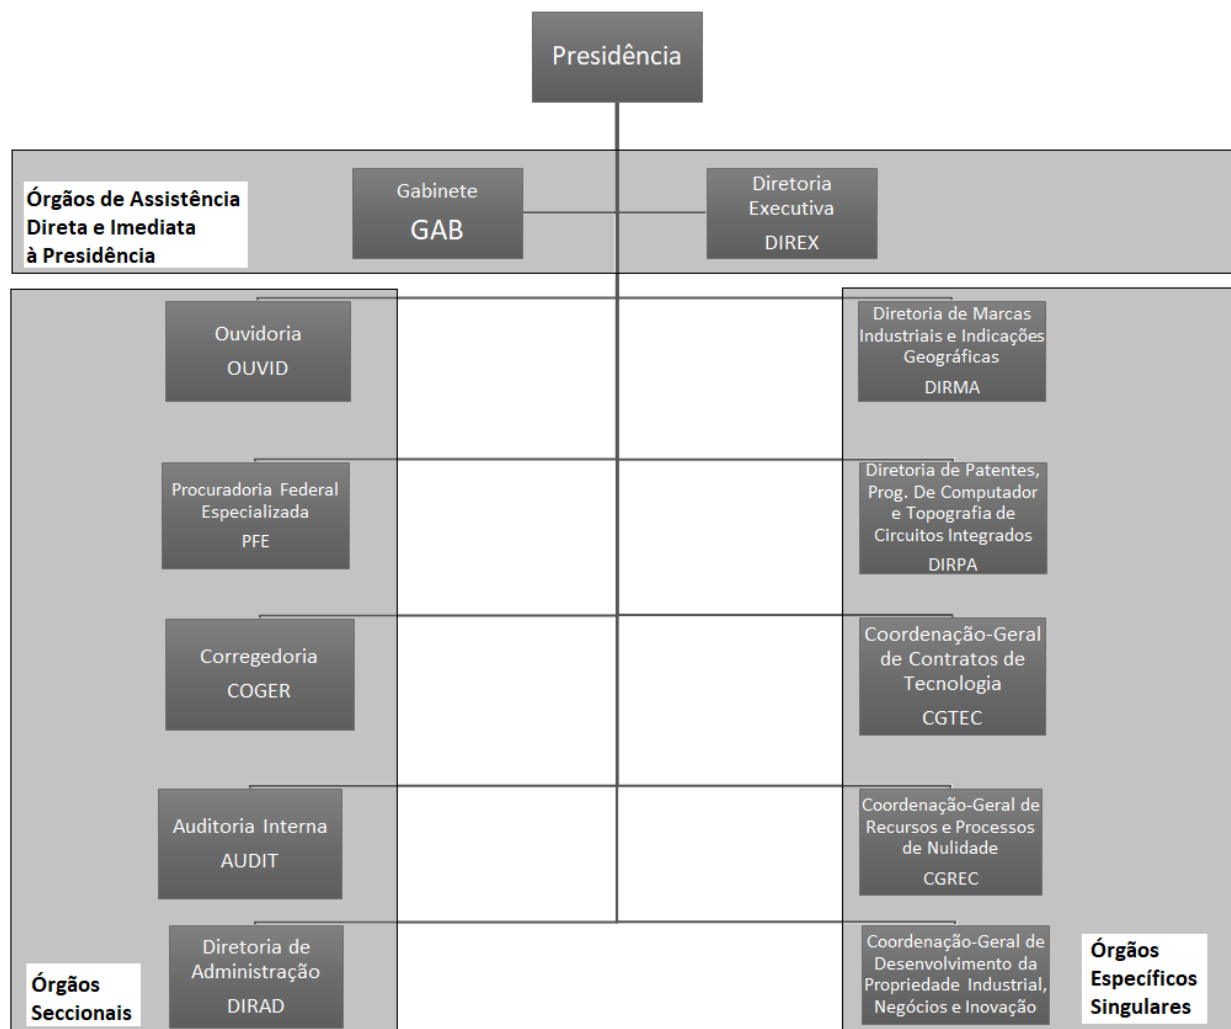 Presidência
Órgãos de Assistência
Direta e Imediata
à Presidência
Gabinete
GAB
Diretoria
Executiva
DIREX
Ouvidoria
OUVID
Diretoria de Marcas
Industriais e Indicações
Geográficas
DIRMA
Procuradoria Federal
Especializada
PFE
Diretoria de Patentes,
Prog. De Computador
e Topografia de
Circuitos Integrados
DIRPA
Corregedoria
COGER
Coordenação-Geral
de Contratos de
Tecnologia
CGTEC
Auditoria Interna
AUDIT
Coordenação-Geral de
Recursos e Processos
de Nulidade
CGREC
Diretoria de
Administração
DIRAD
Coordenação-Geral de
Desenvolvimento da
Propriedade Industrial,
Negócios e Inovação
Órgãos
Seccionais
Órgãos
Específicos
Singulares